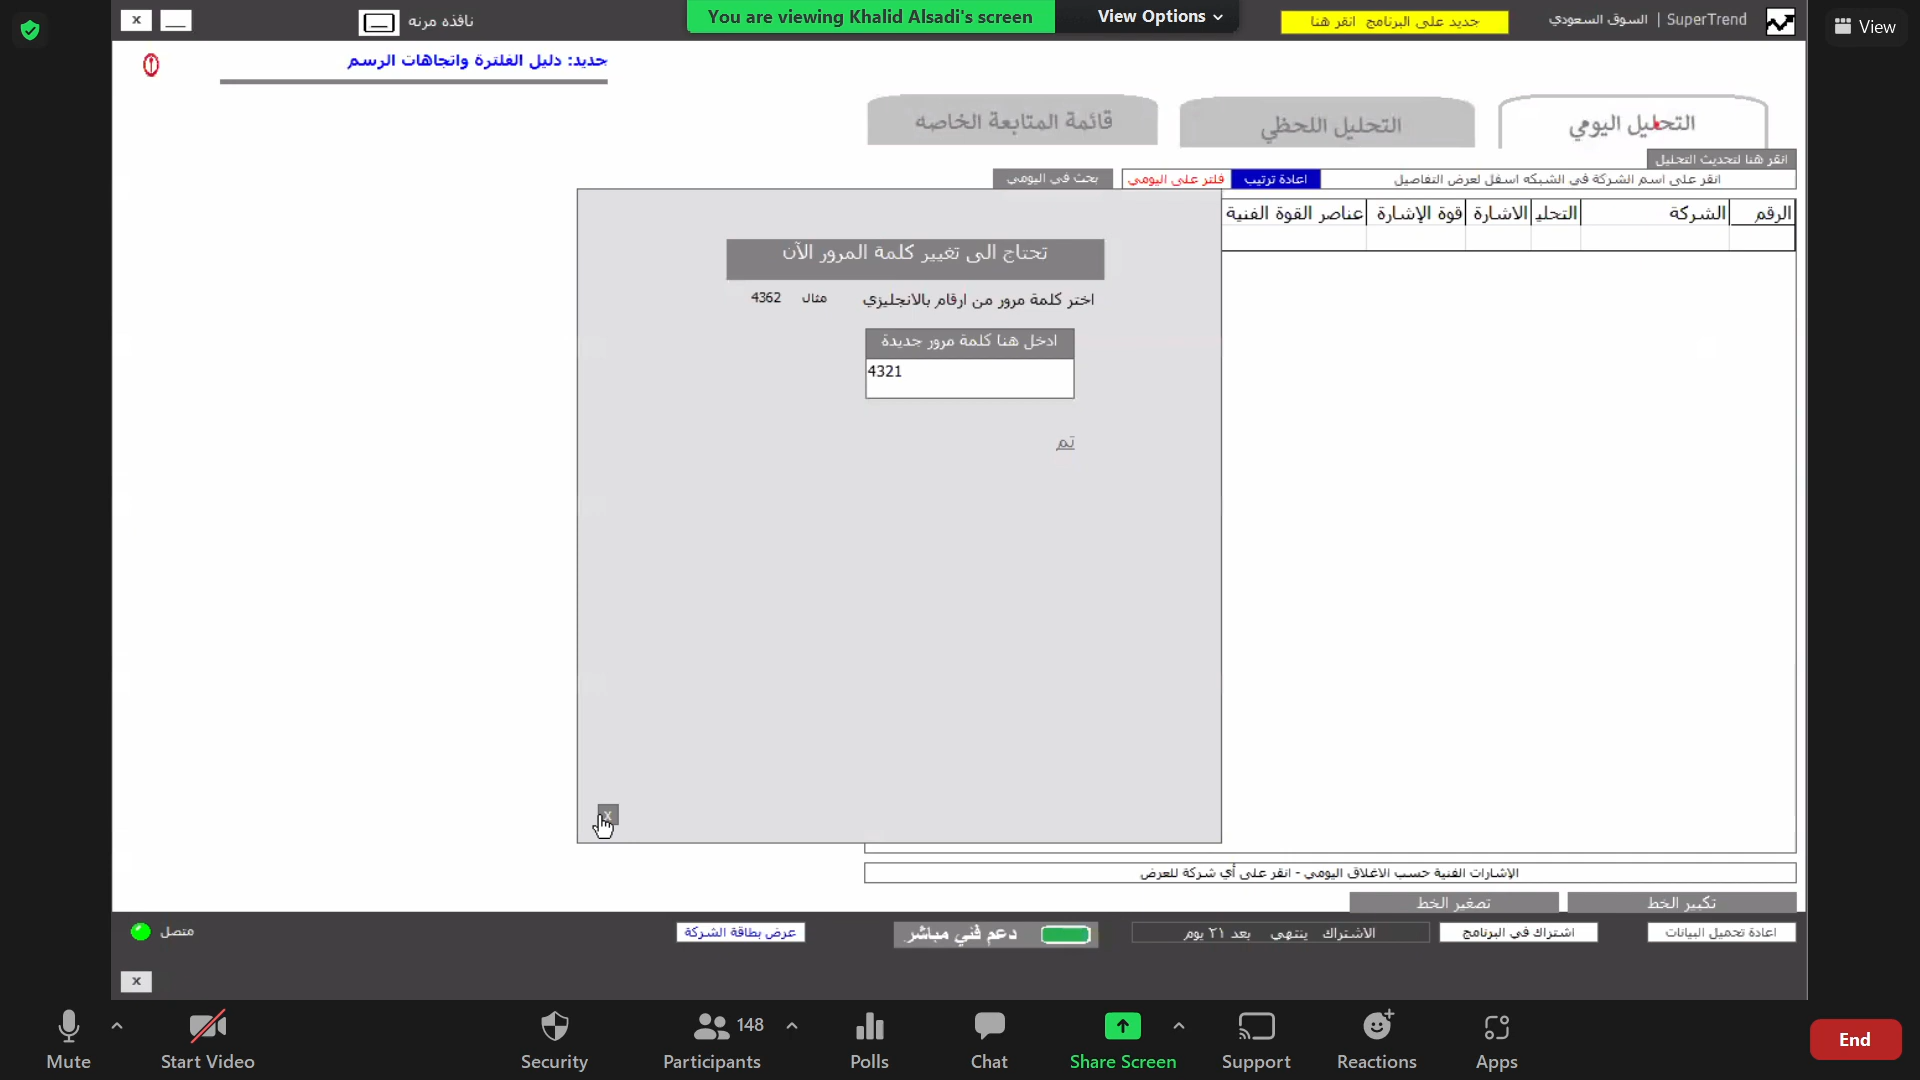 You are viewing Khalid Alsadi's screen
View Options
View
x
نافذه مرنه
جديد على البرنامج انقر هنا
السوق السعودي | SuperTrend
جديد: دليل الفلترة واتجاهات الرسم
التحليل اليومي
التحليل اللحظي
قائمة المتابعة الخاصه
انقر هنا لتحديث التحليل
انقر على اسم الشركة في الشبكه اسفل لعرض التفاصيل
اعادة ترتيب
فلتر على اليومي
بحث في اليومي
الرقم
الشركة
التحليل
الاشارة
قوة الإشارة
عناصر القوة الفنية
تحتاج الى تغيير كلمة المرور الآن
اختر كلمة مرور من ارقام بالانجليزي مثال 4362
ادخل هنا كلمة مرور جديدة
4321
تم
x
الإشارات الفنية حسب الاغلاق اليومي - انقر على أي شركة للعرض
تكبير الخط
تصغير الخط
اعادة تحميل البيانات
اشتراك في البرنامج
الاشتراك ينتهي بعد ٢١ يوم
دعم فني مباشر
عرض بطاقة الشركة
متصل
x
Mute
Start Video
Security
148
Participants
Polls
Chat
Share Screen
Support
Reactions
Apps
End